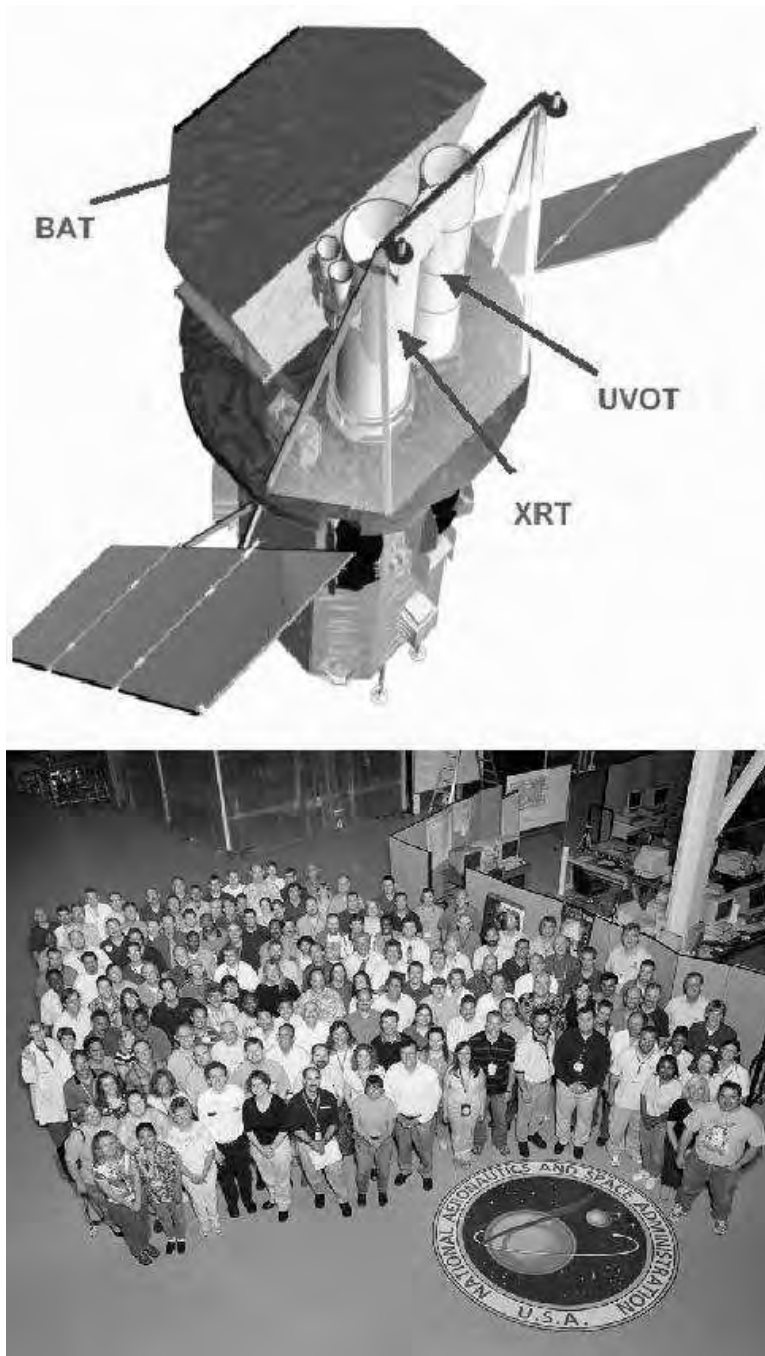 BAT
UVOT
XRT
NATIONAL AERONAUTICS AND SPACE ADMINISTRATION
U.S.A.